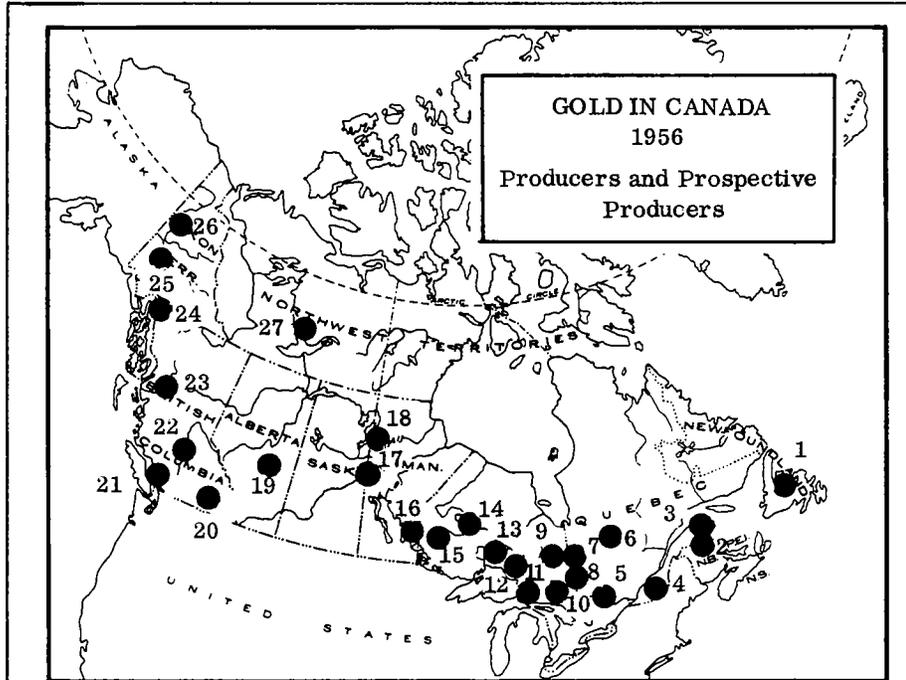 GOLD IN CANADA
1956
Producers and Prospective
Producers
ALASKA
26
25
24
27
NORTHWEST TERRITORIES
ARCTIC CIRCLE
23
22
BRITISH COLUMBIA
ALBERTA
SASK
MAN.
18
17
19
21
20
16
15
14
13
12
11
9
10
7
8
6
5
4
3
2
1
QUEBEC
NEWFOUNDLAND
N.B.
P.E.I.
N.S.
UNITED STATES